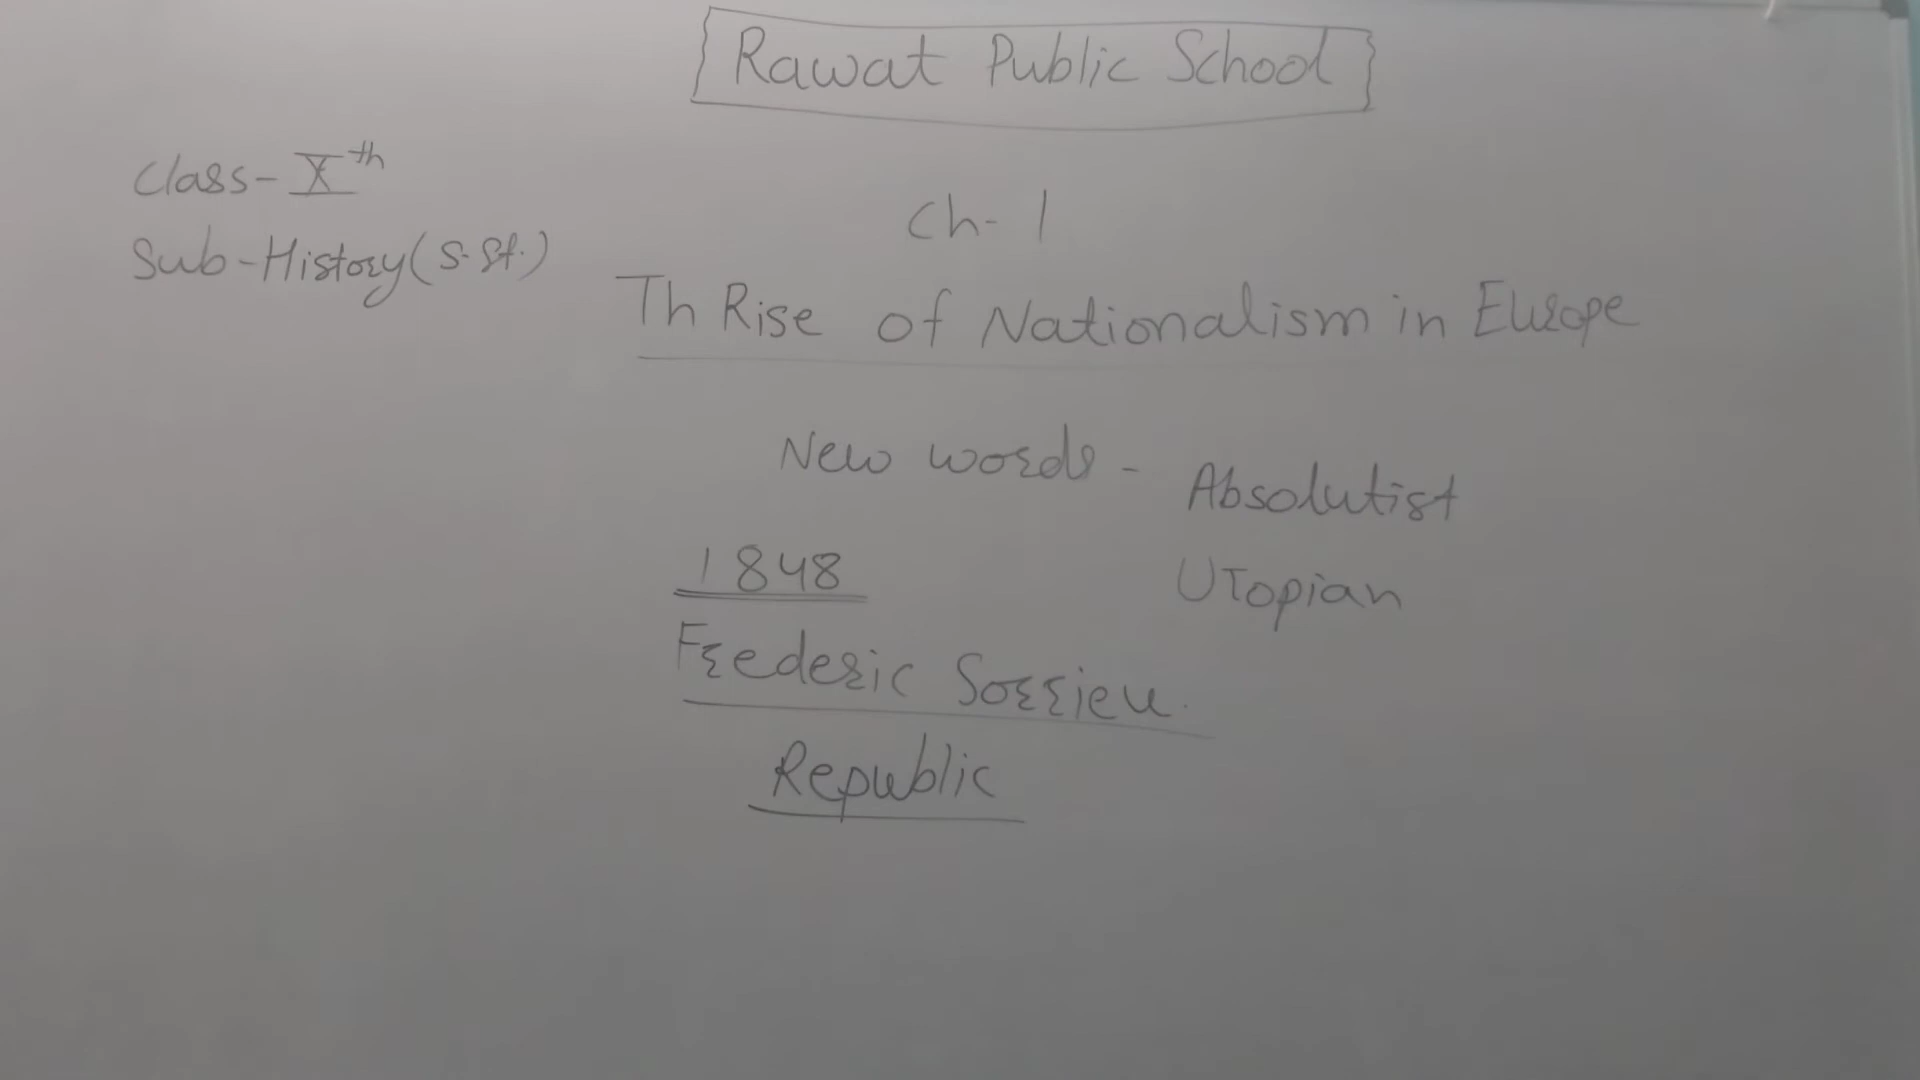 Rawat Public School
Class-Xth
Sub-History(S.St.)
Ch-1
Th Rise of Nationalism in Europe
New words - Absolutist
Utopian
1848
Frederic Sorrieu.
Republic